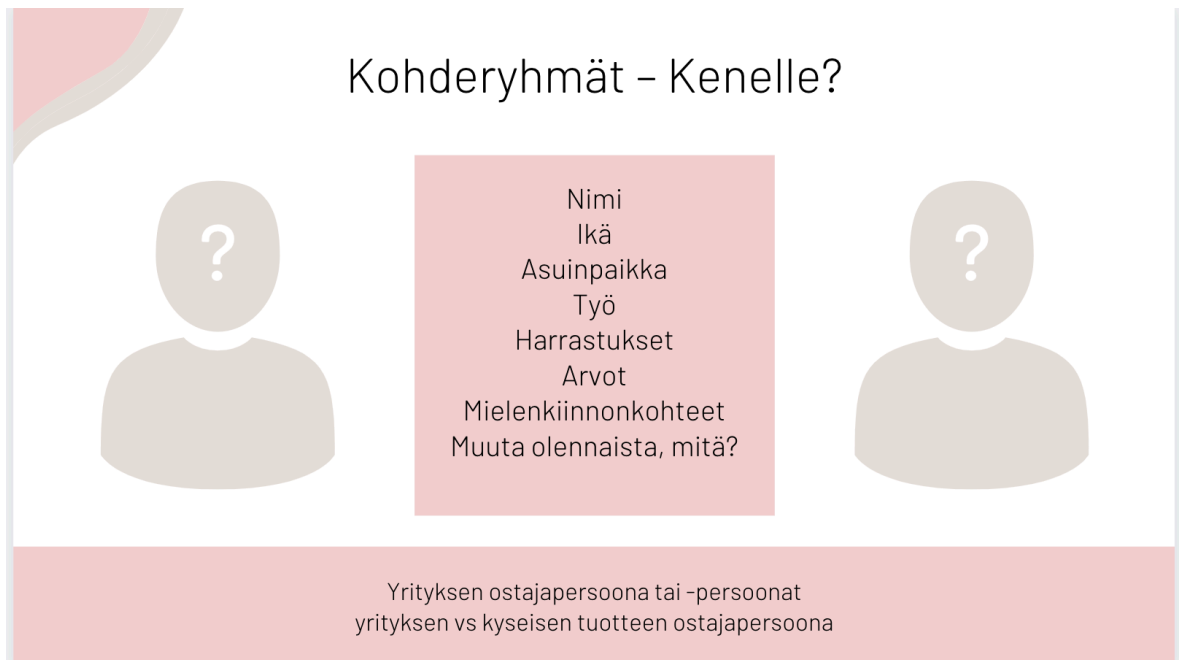 Kohderyhmät – Kenelle?
?
Nimi
Ikä
Asuinpaikka
Työ
Harrastukset
Arvot
Mielenkiinnonkohteet
Muuta olennaista, mitä?
?
Yrityksen ostajapersoona tai -persoonat
yrityksen vs kyseisen tuotteen ostajapersoona